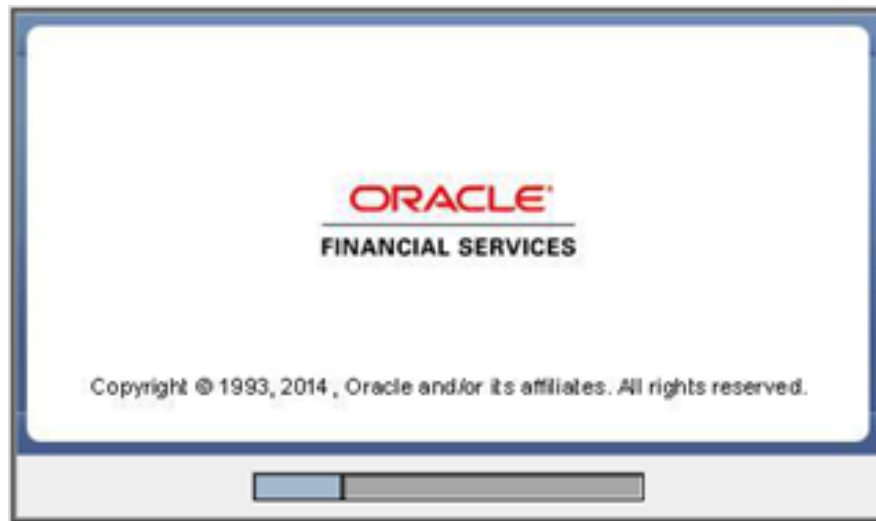 ORACLE®
FINANCIAL SERVICES
Copyright © 1993, 2014 , Oracle and/or its affiliates. All rights reserved.